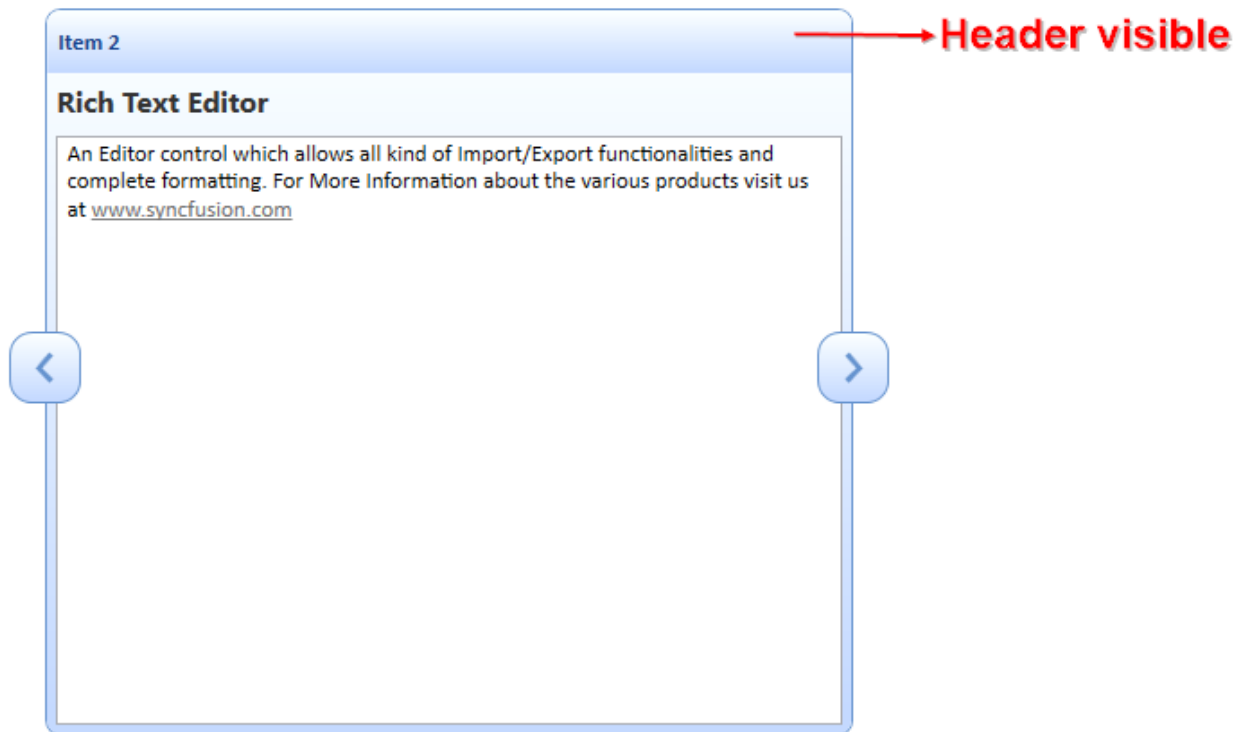 Item 2
Header visible
Rich Text Editor
An Editor control which allows all kind of Import/Export functionalities and
complete formatting. For More Information about the various products visit us
at www.syncfusion.com